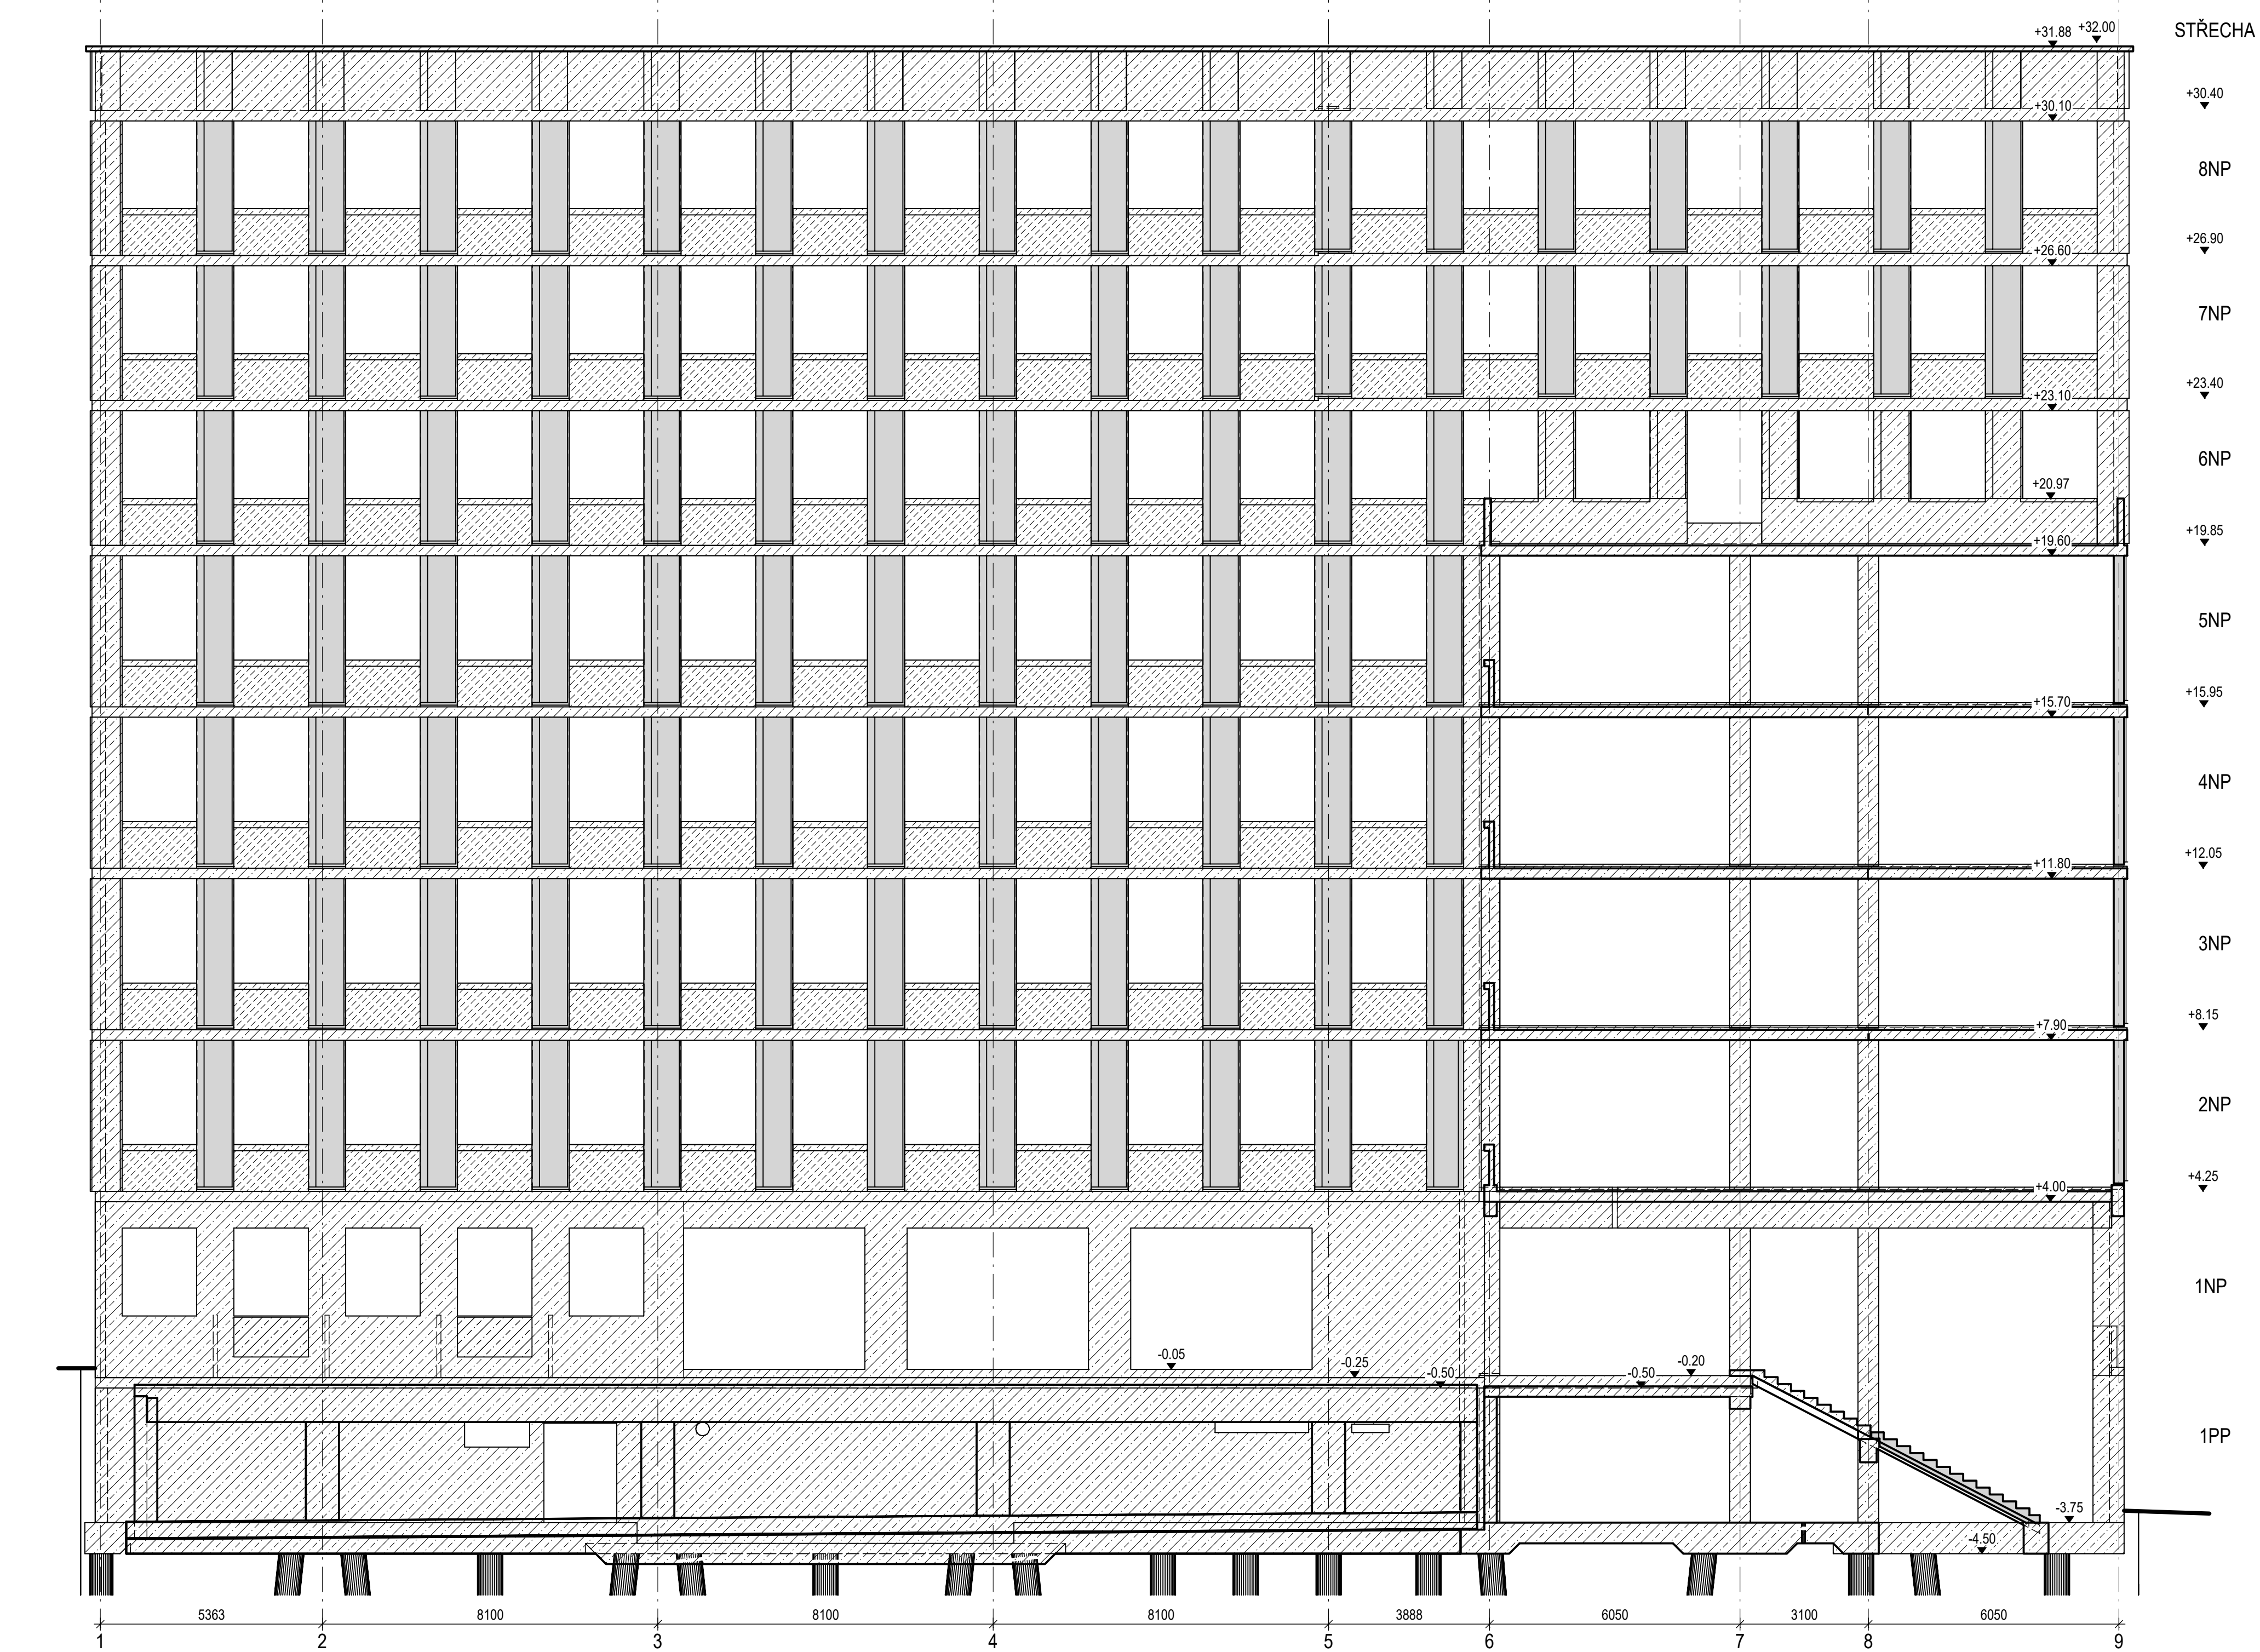 +31.88 +32.00 STŘECHA
+30.40
+30.10
8NP
+26.90
+26.60
7NP
+23.40
+23.10
6NP
+20.97
+19.85
+19.60
5NP
+15.95
+15.70
4NP
+12.05
+11.80
3NP
+8.15
+7.90
2NP
+4.25
+4.00
1NP
-0.05
-0.25
-0.50
-0.50
-0.20
1PP
-3.75
-4.50
5363 8100 8100 8100 3888 6050 3100 6050
1 2 3 4 5 6 7 8 9